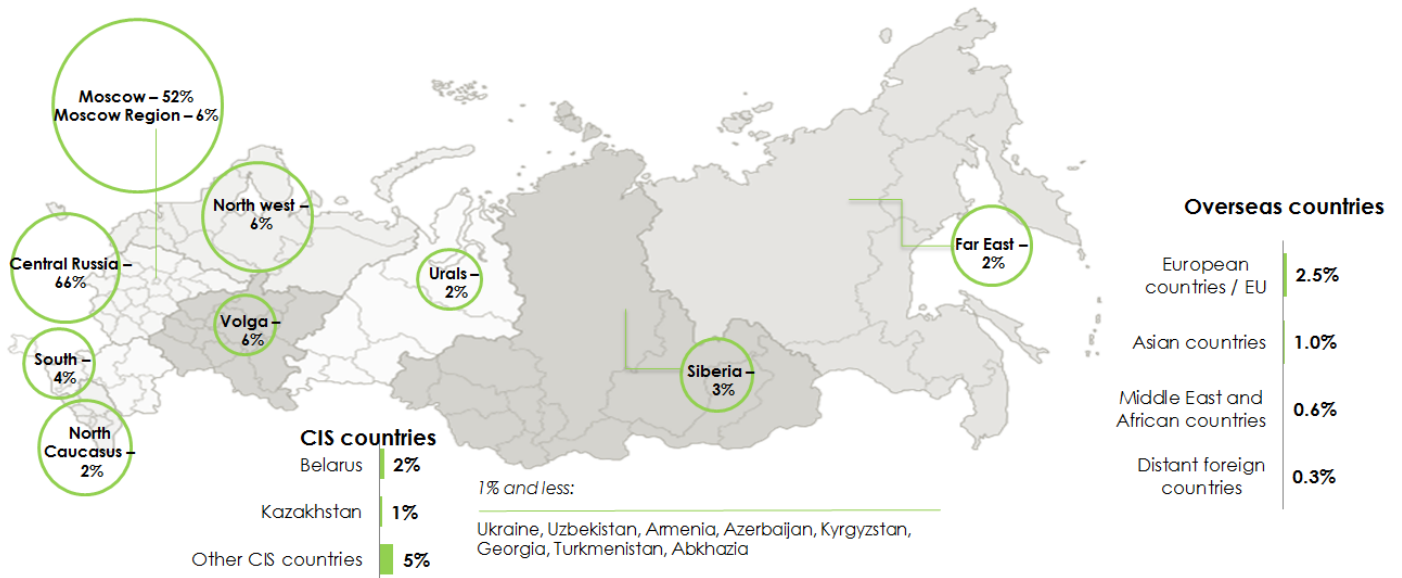 Moscow – 52%
Moscow Region – 6%
North west –
6%
Central Russia –
66%
Urals –
2%
Volga –
6%
South –
4%
North
Caucasus –
2%
Siberia –
3%
Far East –
2%
CIS countries
Belarus 2%
Kazakhstan 1%
Other CIS countries 5%
1% and less:
Ukraine, Uzbekistan, Armenia, Azerbaijan, Kyrgyzstan,
Georgia, Turkmenistan, Abkhazia
Overseas countries
European
countries / EU
2.5%
Asian countries 1.0%
Middle East and
African countries
0.6%
Distant foreign
countries
0.3%